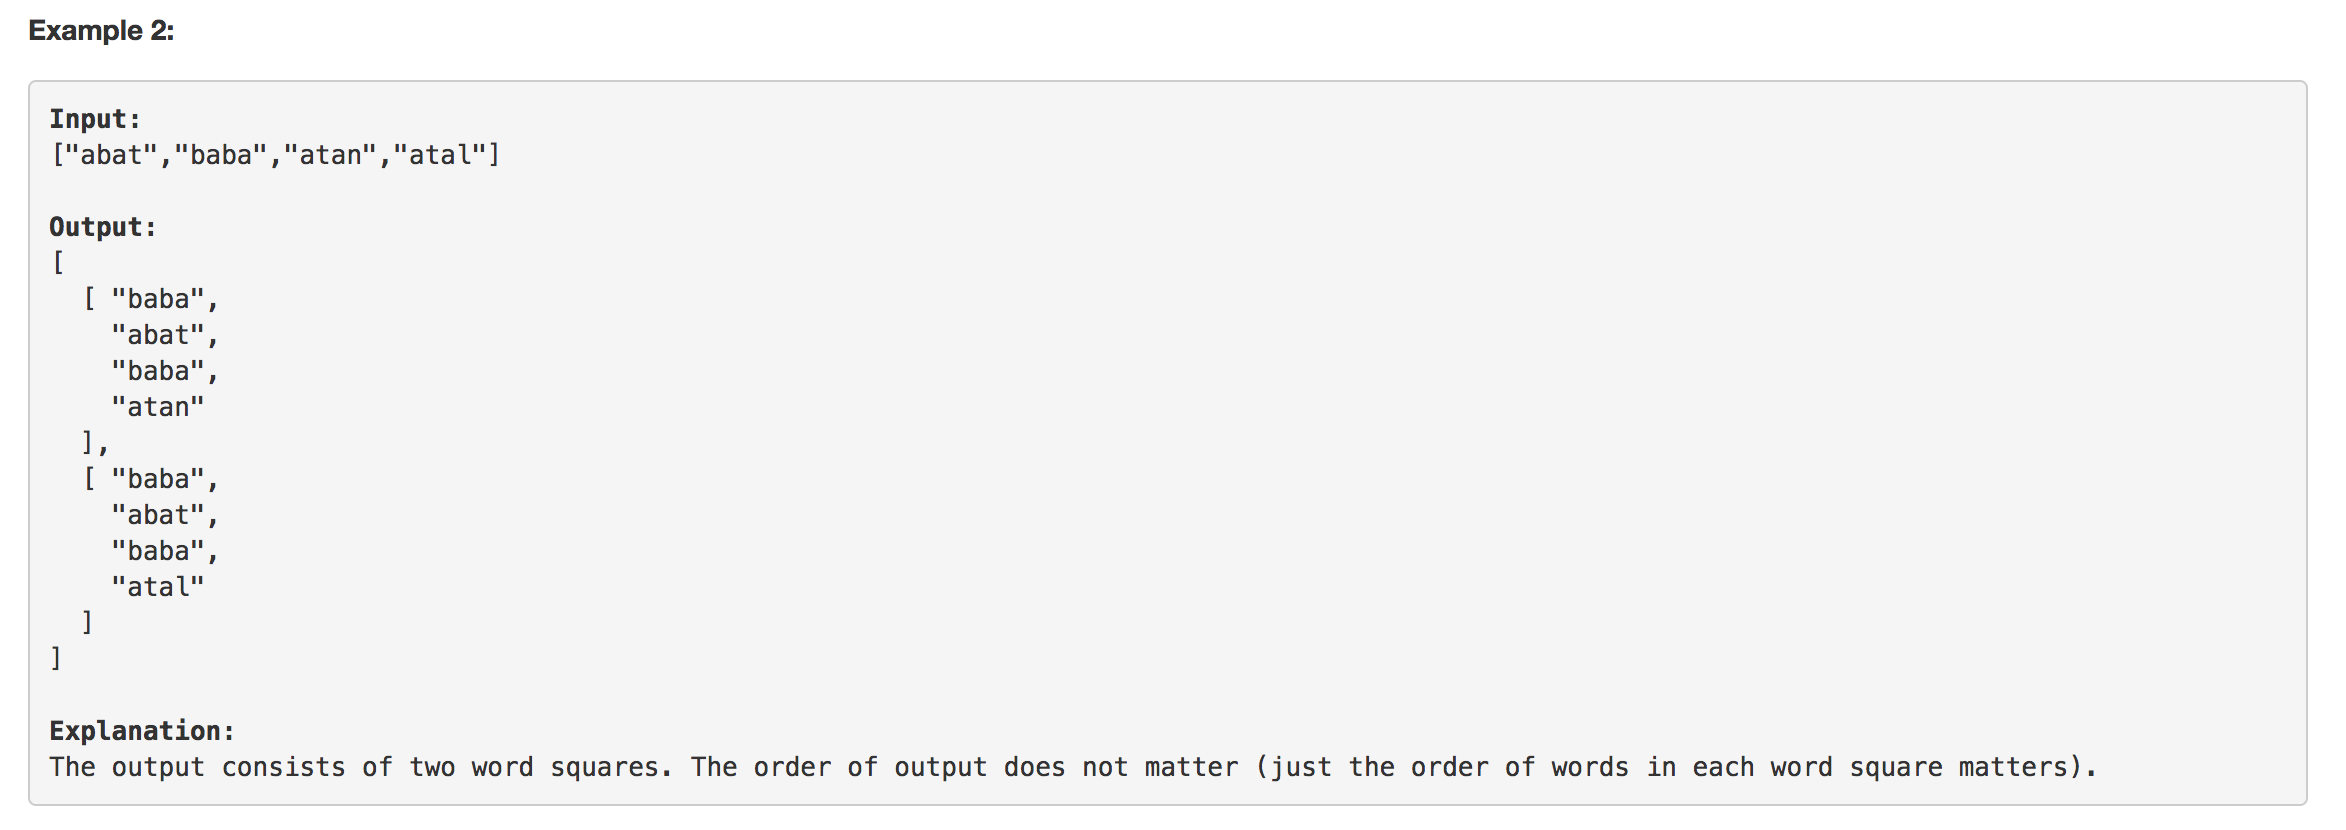 Example 2:
Input:
["abat","baba","atan","atal"]
Output:
[
  [ "baba",
    "abat",
    "baba",
    "atan"
  ],
  [ "baba",
    "abat",
    "baba",
    "atal"
  ]
]
Explanation:
The output consists of two word squares. The order of output does not matter (just the order of words in each word square matters).